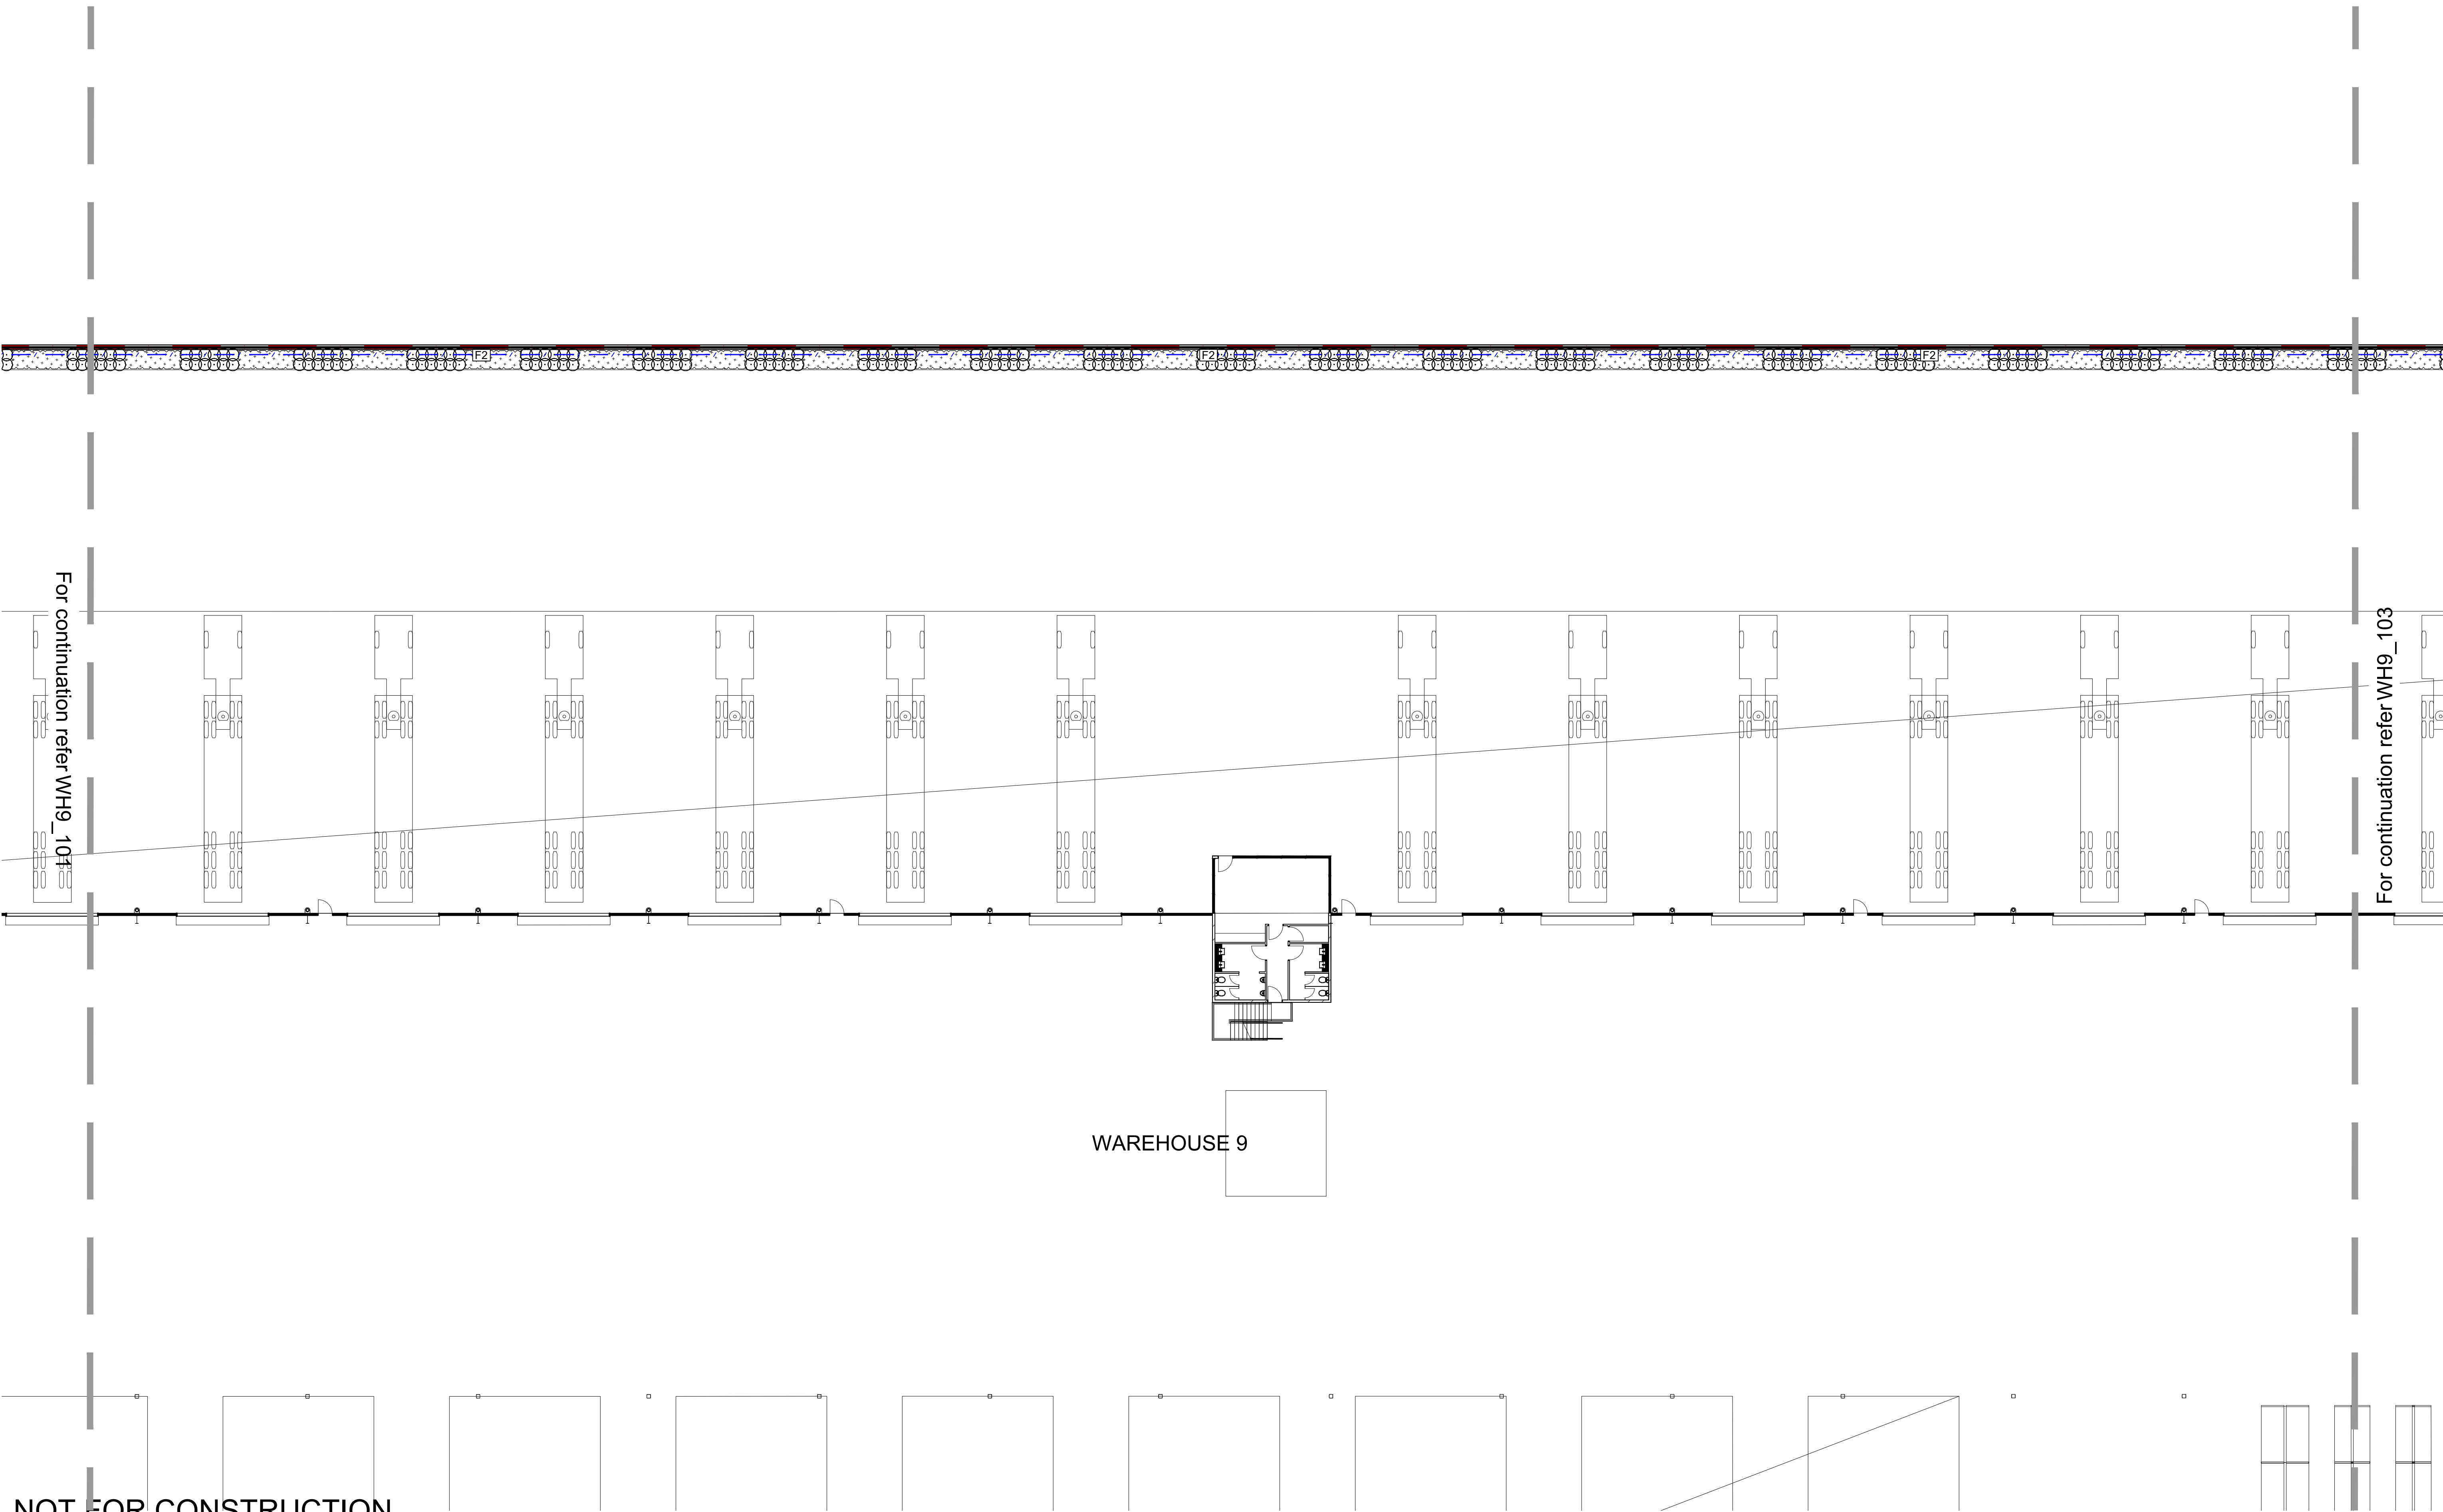 F2
F2
F2
For continuation refer WH9_101
For continuation refer WH9_103
WAREHOUSE 9
NOT FOR CONSTRUCTION